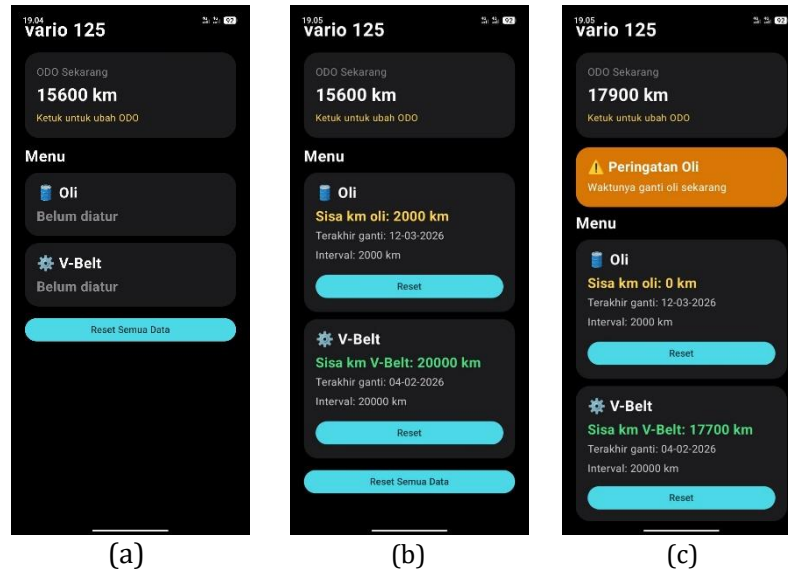 19.04
92
vario 125
ODO Sekarang
15600 km
Ketuk untuk ubah ODO
Menu
Oli
Belum diatur
V-Belt
Belum diatur
Reset Semua Data
(a)
19.05
92
vario 125
ODO Sekarang
15600 km
Ketuk untuk ubah ODO
Menu
Oli
Sisa km oli: 2000 km
Terakhir ganti: 12-03-2026
Interval: 2000 km
Reset
V-Belt
Sisa km V-Belt: 20000 km
Terakhir ganti: 04-02-2026
Interval: 20000 km
Reset
Reset Semua Data
(b)
19.05
92
vario 125
ODO Sekarang
17900 km
Ketuk untuk ubah ODO
Peringatan Oli
Waktunya ganti oli sekarang
Menu
Oli
Sisa km oli: 0 km
Terakhir ganti: 12-03-2026
Interval: 2000 km
Reset
V-Belt
Sisa km V-Belt: 17700 km
Terakhir ganti: 04-02-2026
Interval: 20000 km
Reset
(c)